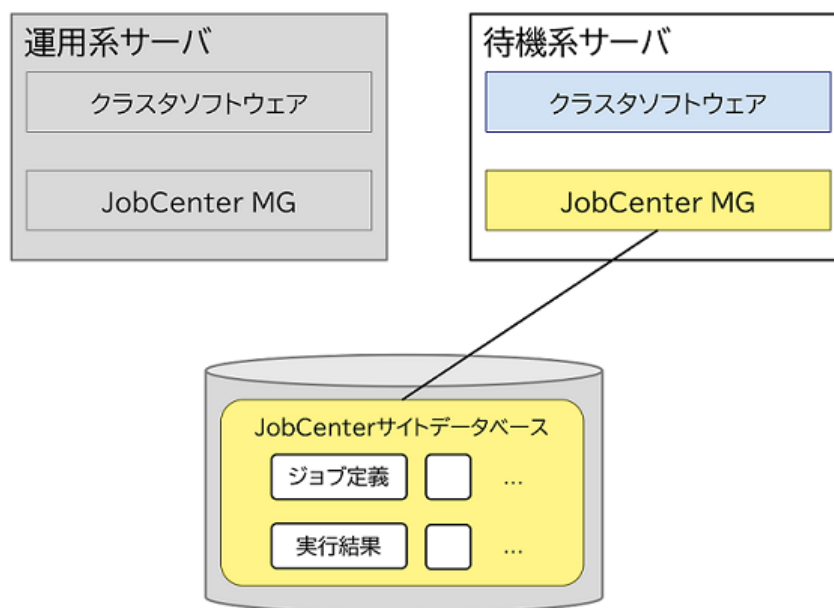 運用系サーバ
クラスタソフトウェア
JobCenter MG
待機系サーバ
クラスタソフトウェア
JobCenter MG
JobCenterサイトデータベース
ジョブ定義 …
実行結果 …